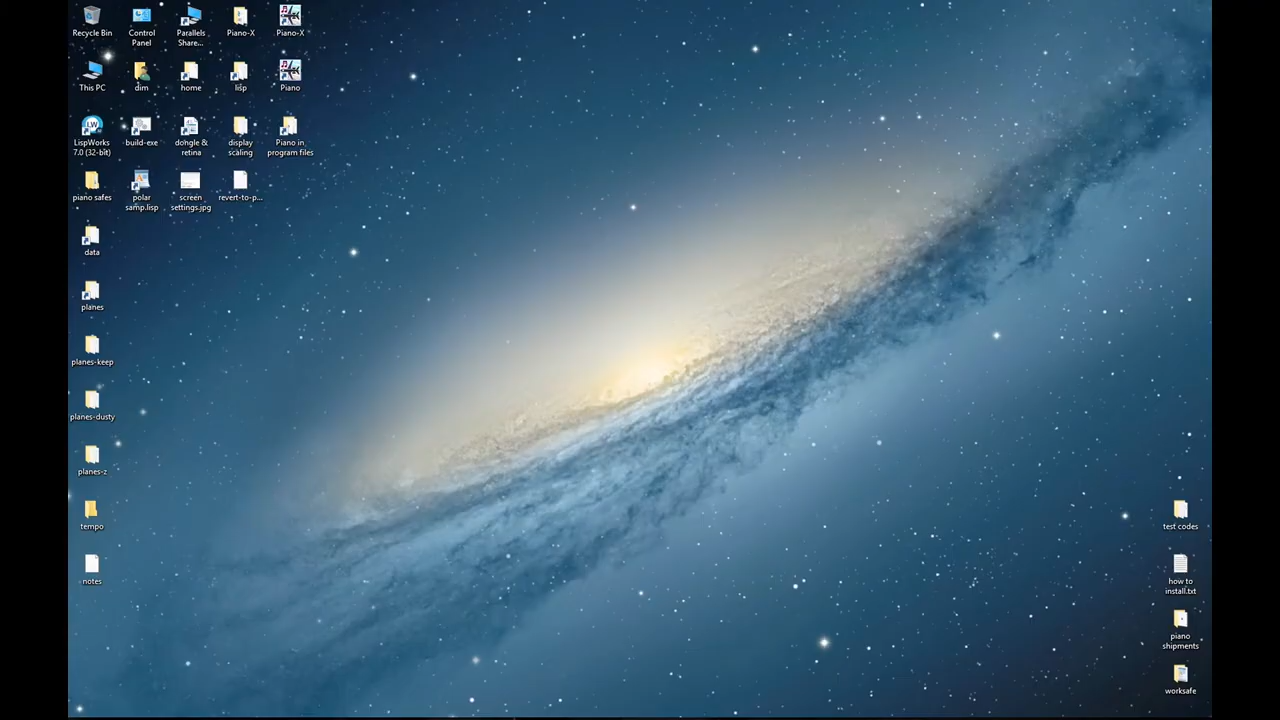 Recycle Bin
Control
Panel
Parallels
Share...
Piano-X
Piano-X
This PC
dim
home
lisp
Piano
LW
LispWorks
7.0 (32-bit)
build-exe
dongle &
retina
display
scaling
Piano in
program files
piano safes
polar
samp.lisp
screen
settings.jpg
revert-to-p...
data
planes
planes-keep
planes-dusty
planes-z
tempo
notes
test codes
how to
install.txt
piano
shipments
worksafe